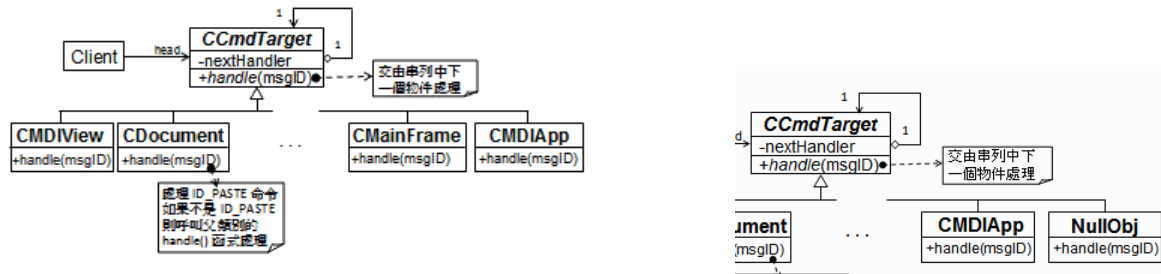 1
CCmdTarget
Client
head
-nextHandler
1
+handle(msgID)
交由串列中下
一個物件處理
CMDIView
CDocument
...
CMainFrame
CMDIApp
+handle(msgID)
+handle(msgID)
+handle(msgID)
+handle(msgID)
處理 ID_PASTE 命令
如果不是 ID_PASTE
則呼叫父類別的
handle() 函式處理
1
CCmdTarget
d
-nextHandler
1
+handle(msgID)
交由串列中下
一個物件處理
ument
...
CMDIApp
NullObj
(msgID)
+handle(msgID)
+handle(msgID)